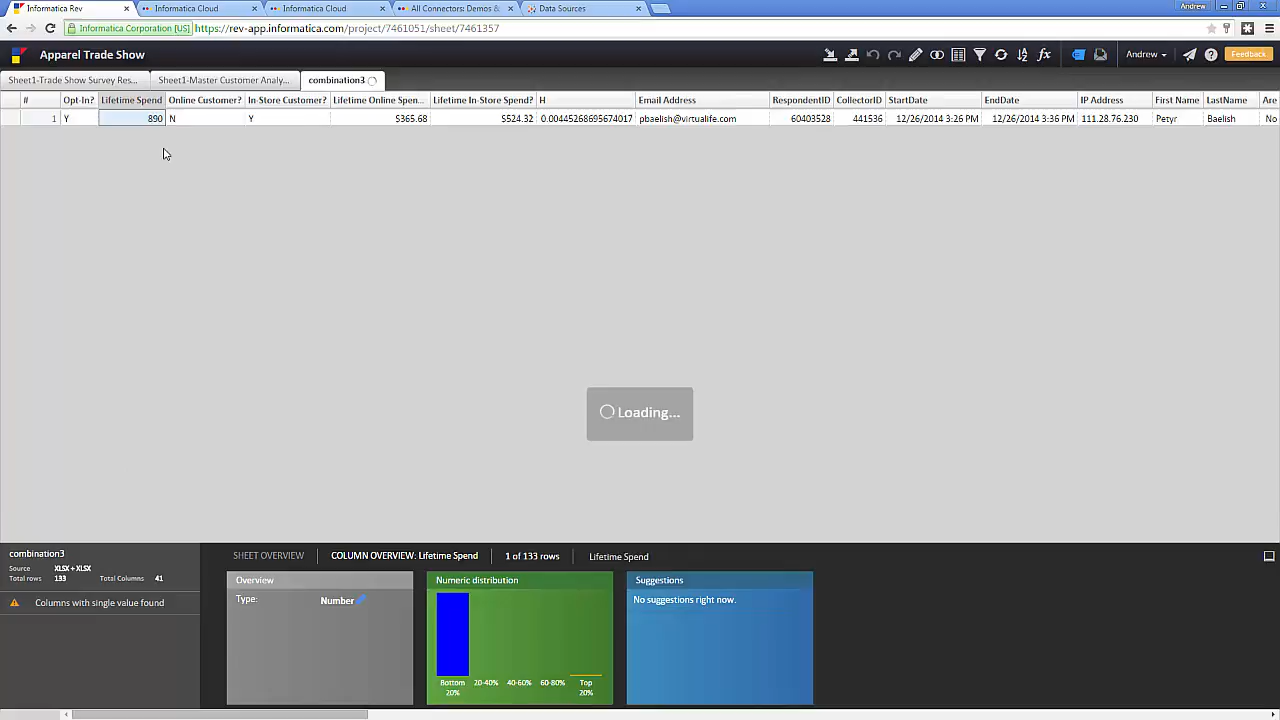 Informatica Rev
Informatica Cloud
Informatica Cloud
All Connectors: Demos &
Data Sources
Andrew
Informatica Corporation [US] https://rev-app.informatica.com/project/7461051/sheet/7461357
Apparel Trade Show
Andrew
Feedback
Sheet1-Trade Show Survey Res...
Sheet1-Master Customer Analy...
combination3
# Opt-In? Lifetime Spend Online Customer? In-Store Customer? Lifetime Online Spen... Lifetime In-Store Spend? H Email Address RespondentID CollectorID StartDate EndDate IP Address First Name LastName Are
1 Y 890 N Y $365.68 $524.32 0.00445268695674017 pbaelish@virtualife.com 60403528 441536 12/26/2014 3:26 PM 12/26/2014 3:36 PM 111.28.76.230 Petyr Baelish No
Loading...
combination3
Source XLSX + XLSX
Total rows 133 Total Columns 41
Columns with single value found
SHEET OVERVIEW COLUMN OVERVIEW: Lifetime Spend 1 of 133 rows Lifetime Spend
Overview
Type: Number
Numeric distribution
Bottom 20% 20-40% 40-60% 60-80% Top 20%
Suggestions
No suggestions right now.